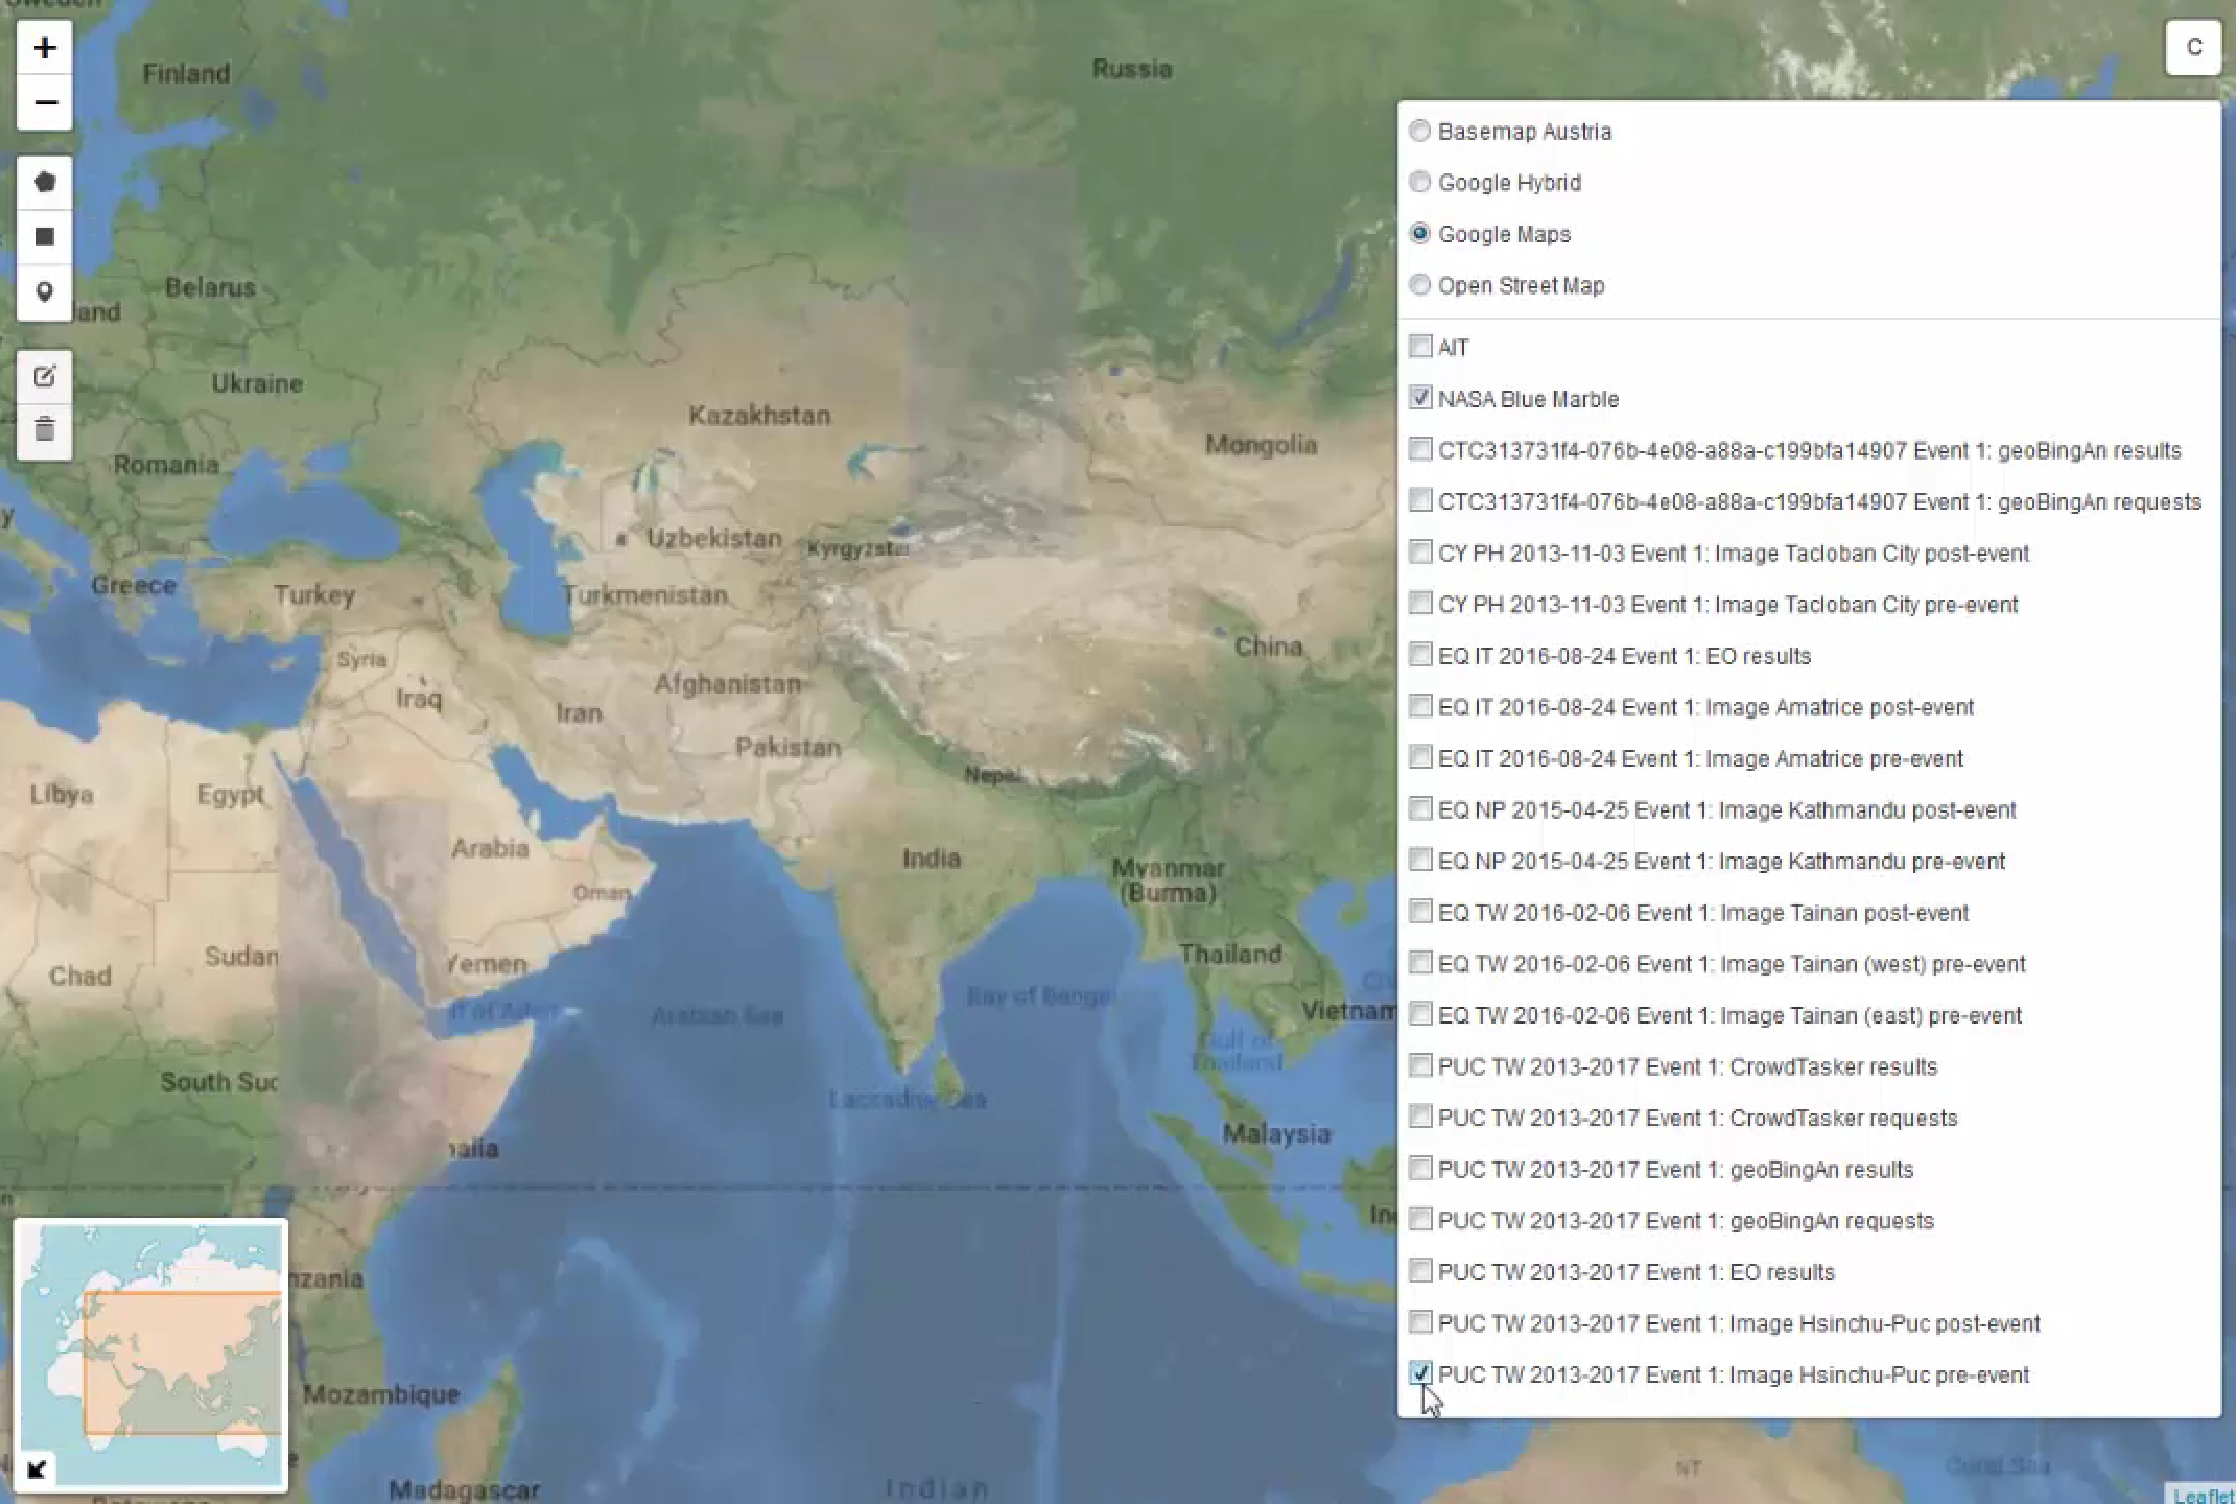 Sweden
+
Finland
Russia
C
−
Basemap Austria
Google Hybrid
Google Maps
Belarus
land
Open Street Map
AIT
Ukraine
NASA Blue Marble
Kazakhstan
Mongolia
CTC313731f4-076b-4e08-a88a-c199bfa14907 Event 1: geoBingAn results
Romania
CTC313731f4-076b-4e08-a88a-c199bfa14907 Event 1: geoBingAn requests
y
Uzbekistan
Kyrgyzstan
CY PH 2013-11-03 Event 1: Image Tacloban City post-event
Greece
Turkey
Turkmenistan
CY PH 2013-11-03 Event 1: Image Tacloban City pre-event
China
Syria
EQ IT 2016-08-24 Event 1: EO results
Iraq
Afghanistan
Iran
EQ IT 2016-08-24 Event 1: Image Amatrice post-event
Pakistan
EQ IT 2016-08-24 Event 1: Image Amatrice pre-event
Nepal
Libya
Egypt
EQ NP 2015-04-25 Event 1: Image Kathmandu post-event
Arabia
India
EQ NP 2015-04-25 Event 1: Image Kathmandu pre-event
Myanmar
(Burma)
Oman
EQ TW 2016-02-06 Event 1: Image Tainan post-event
Sudan
Yemen
Thailand
EQ TW 2016-02-06 Event 1: Image Tainan (west) pre-event
Chad
Bay of Bengal
f of Aden
Arabian Sea
Vietnam
EQ TW 2016-02-06 Event 1: Image Tainan (east) pre-event
Gulf of
Thailand
South Sud
PUC TW 2013-2017 Event 1: CrowdTasker results
Laccadive Sea
Malaysia
PUC TW 2013-2017 Event 1: CrowdTasker requests
alia
PUC TW 2013-2017 Event 1: geoBingAn results
n
In
PUC TW 2013-2017 Event 1: geoBingAn requests
nzania
PUC TW 2013-2017 Event 1: EO results
PUC TW 2013-2017 Event 1: Image Hsinchu-Puc post-event
Mozambique
PUC TW 2013-2017 Event 1: Image Hsinchu-Puc pre-event
NT
Coral Sea
Madagascar
Indian
Botswana
Leaflet